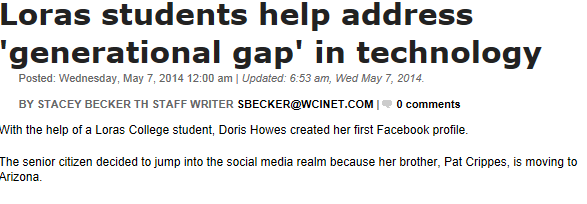 Loras students help address
'generational gap' in technology
Posted: Wednesday, May 7, 2014 12:00 am | Updated: 6:53 am, Wed May 7, 2014.
BY STACEY BECKER TH STAFF WRITER SBECKER@WCINET.COM | 0 comments
With the help of a Loras College student, Doris Howes created her first Facebook profile.
The senior citizen decided to jump into the social media realm because her brother, Pat Crippes, is moving to
Arizona.